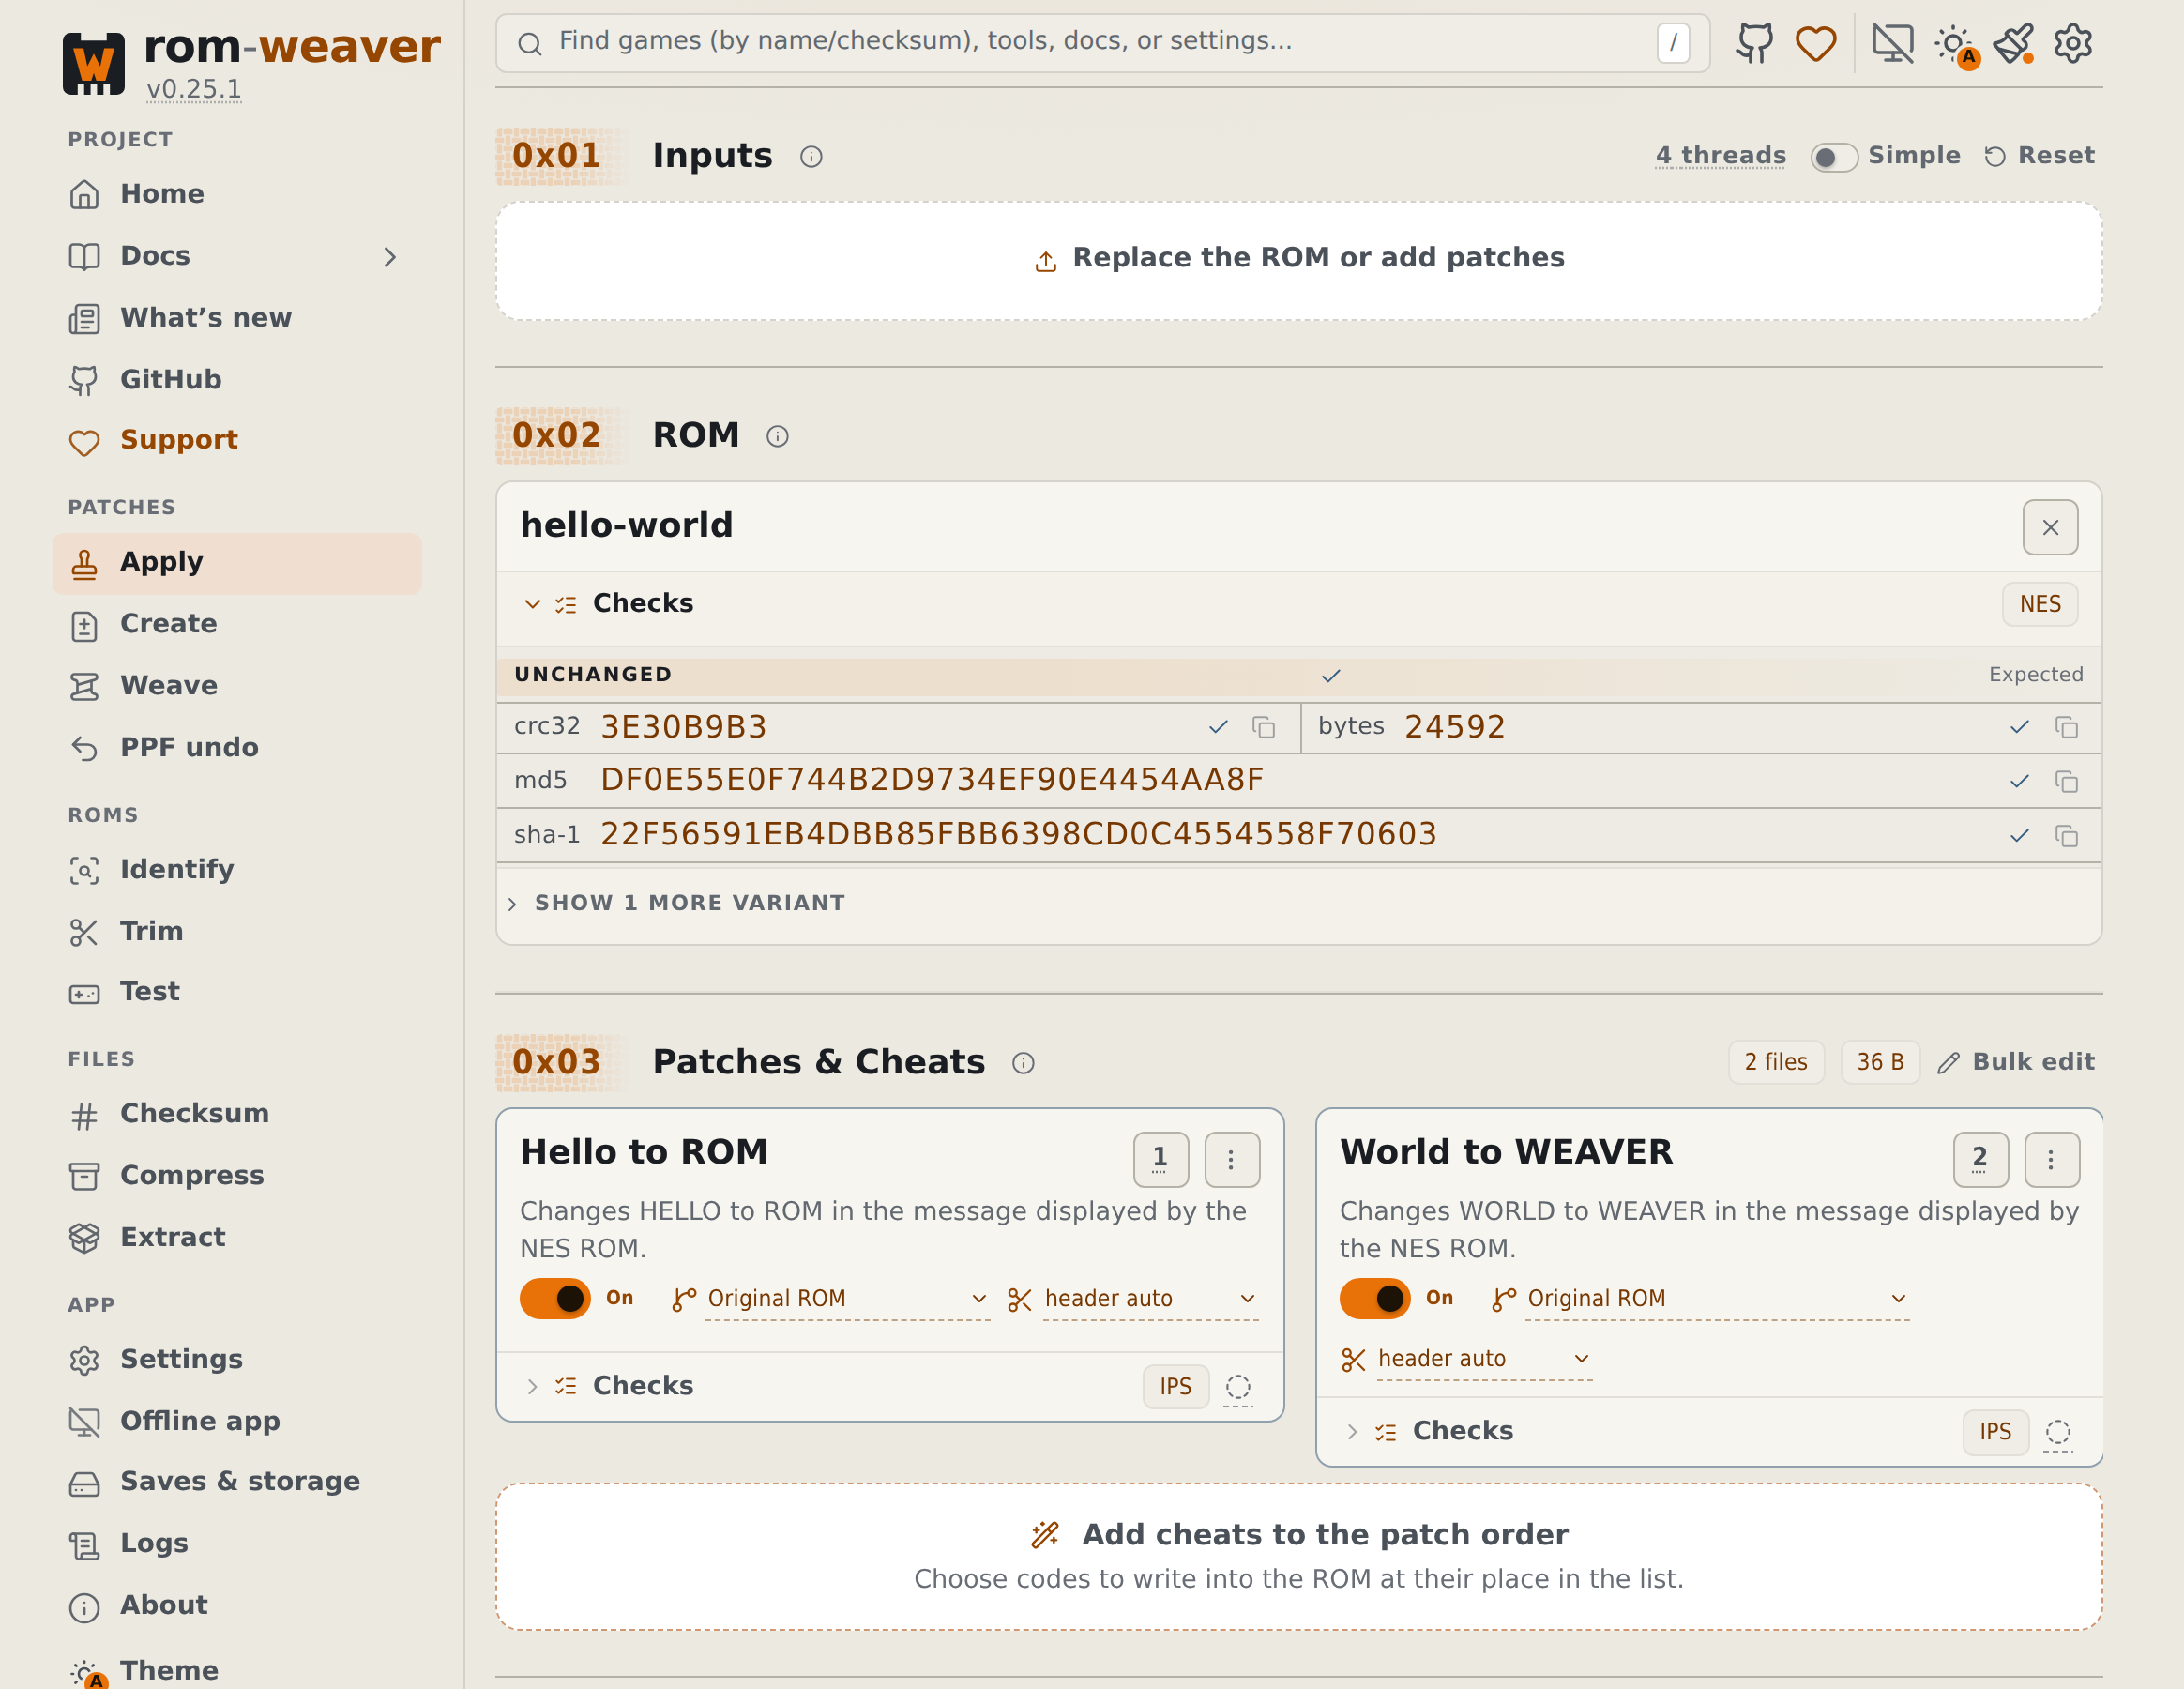 rom-weaver
v0.25.1
PROJECT
Home
Docs
What’s new
GitHub
Support
PATCHES
Apply
Create
Weave
PPF undo
ROMS
Identify
Trim
Test
FILES
Checksum
Compress
Extract
APP
Settings
Offline app
Saves & storage
Logs
About
A
Theme
Find games (by name/checksum), tools, docs, or settings...
/
A
0x01 Inputs
4 threads Simple Reset
Replace the ROM or add patches
0x02 ROM
hello-world
Checks NES
UNCHANGED Expected
crc32 3E30B9B3 bytes 24592
md5 DF0E55E0F744B2D9734EF90E4454AA8F
sha-1 22F56591EB4DBB85FBB6398CD0C4554558F70603
SHOW 1 MORE VARIANT
0x03 Patches & Cheats
2 files 36 B Bulk edit
Hello to ROM 1
Changes HELLO to ROM in the message displayed by the
NES ROM.
On Original ROM header auto
Checks IPS
World to WEAVER 2
Changes WORLD to WEAVER in the message displayed by
the NES ROM.
On Original ROM
header auto
Checks IPS
Add cheats to the patch order
Choose codes to write into the ROM at their place in the list.